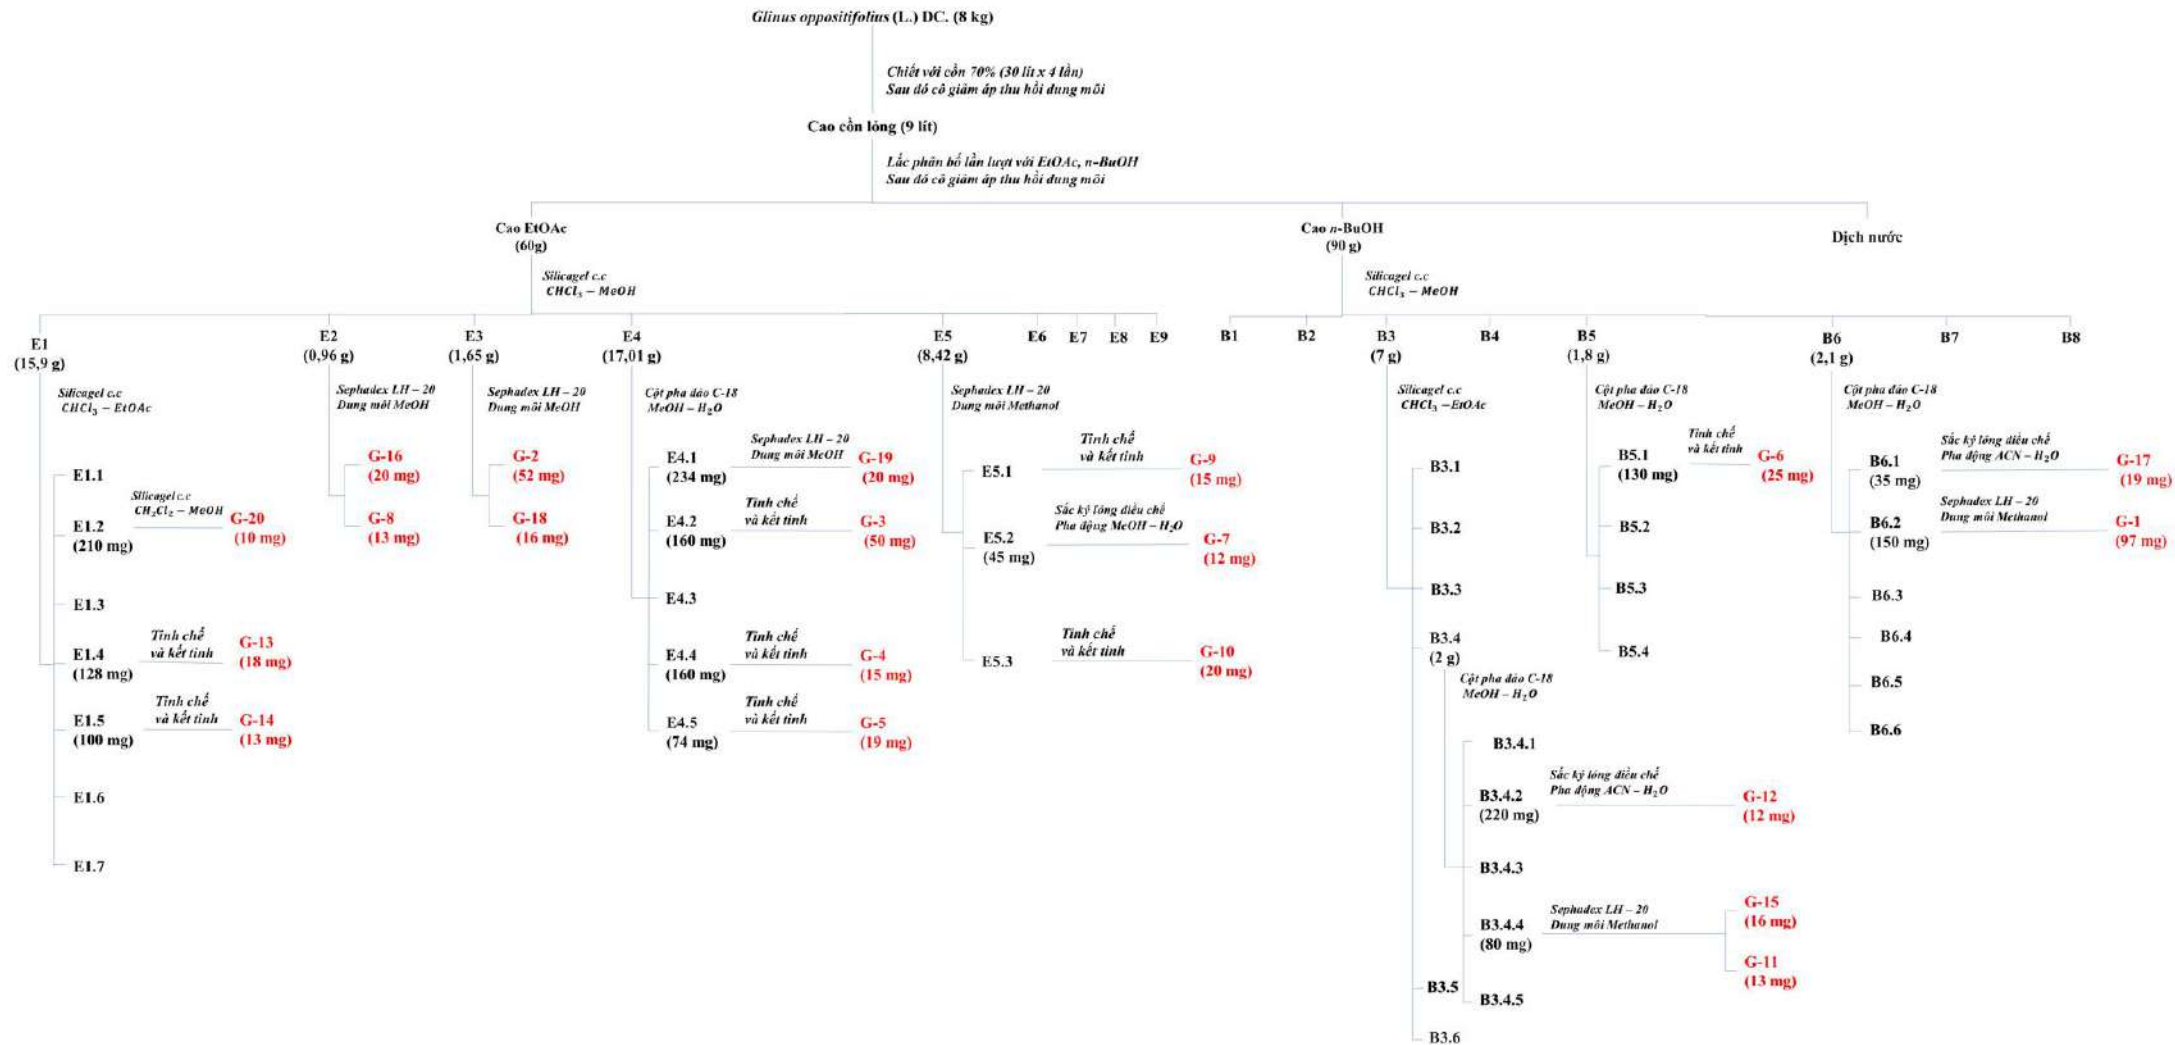 Glinus oppositifolius (L.) DC. (8 kg)
Chiết với cồn 70% (30 lít x 4 lần)
Sau đó cô giảm áp thu hồi dung môi
Cao cồn lỏng (9 lít)
Lắc phân bố lần lượt với EtOAc, n-BuOH
Sau đó cô giảm áp thu hồi dung môi
Cao EtOAc
(60g)
Silicagel c.c
CHCl₃ – MeOH
Cao n-BuOH
(90 g)
Silicagel c.c
CHCl₃ – MeOH
Dịch nước
E1
(15,9 g)
E2
(0,96 g)
E3
(1,65 g)
E4
(17,01 g)
E5
(8,42 g)
E6
E7
E8
E9
B1
B2
B3
(7 g)
B4
B5
(1,8 g)
B6
(2,1 g)
B7
B8
Silicagel c.c
CHCl₃ – EtOAc
E1.1
E1.2
(210 mg)
Silicagel c.c
CH₂Cl₂ – MeOH
G-20
(10 mg)
E1.3
E1.4
(128 mg)
Tinh chế
và kết tinh
G-13
(18 mg)
E1.5
(100 mg)
Tinh chế
và kết tinh
G-14
(13 mg)
E1.6
E1.7
Sephadex LH – 20
Dung môi MeOH
G-16
(20 mg)
G-8
(13 mg)
Sephadex LH – 20
Dung môi MeOH
G-2
(52 mg)
G-18
(16 mg)
Cột pha đảo C-18
MeOH – H₂O
E4.1
(234 mg)
Sephadex LH – 20
Dung môi MeOH
G-19
(20 mg)
E4.2
(160 mg)
Tinh chế
và kết tinh
G-3
(50 mg)
E4.3
E4.4
(160 mg)
Tinh chế
và kết tinh
G-4
(15 mg)
E4.5
(74 mg)
Tinh chế
và kết tinh
G-5
(19 mg)
Sephadex LH – 20
Dung môi Methanol
E5.1
Tinh chế
và kết tinh
G-9
(15 mg)
E5.2
(45 mg)
Sắc ký lỏng điều chế
Pha động MeOH – H₂O
G-7
(12 mg)
E5.3
Tinh chế
và kết tinh
G-10
(20 mg)
Silicagel c.c
CHCl₃ – EtOAc
B3.1
B3.2
B3.3
B3.4
(2 g)
Cột pha đảo C-18
MeOH – H₂O
B3.4.1
B3.4.2
(220 mg)
Sắc ký lỏng điều chế
Pha động ACN – H₂O
G-12
(12 mg)
B3.4.3
B3.4.4
(80 mg)
Sephadex LH – 20
Dung môi Methanol
G-15
(16 mg)
G-11
(13 mg)
B3.4.5
B3.5
B3.6
Cột pha đảo C-18
MeOH – H₂O
B5.1
(130 mg)
Tinh chế
và kết tinh
G-6
(25 mg)
B5.2
B5.3
B5.4
Cột pha đảo C-18
MeOH – H₂O
B6.1
(35 mg)
Sắc ký lỏng điều chế
Pha động ACN – H₂O
G-17
(19 mg)
B6.2
(150 mg)
Sephadex LH – 20
Dung môi Methanol
G-1
(97 mg)
B6.3
B6.4
B6.5
B6.6